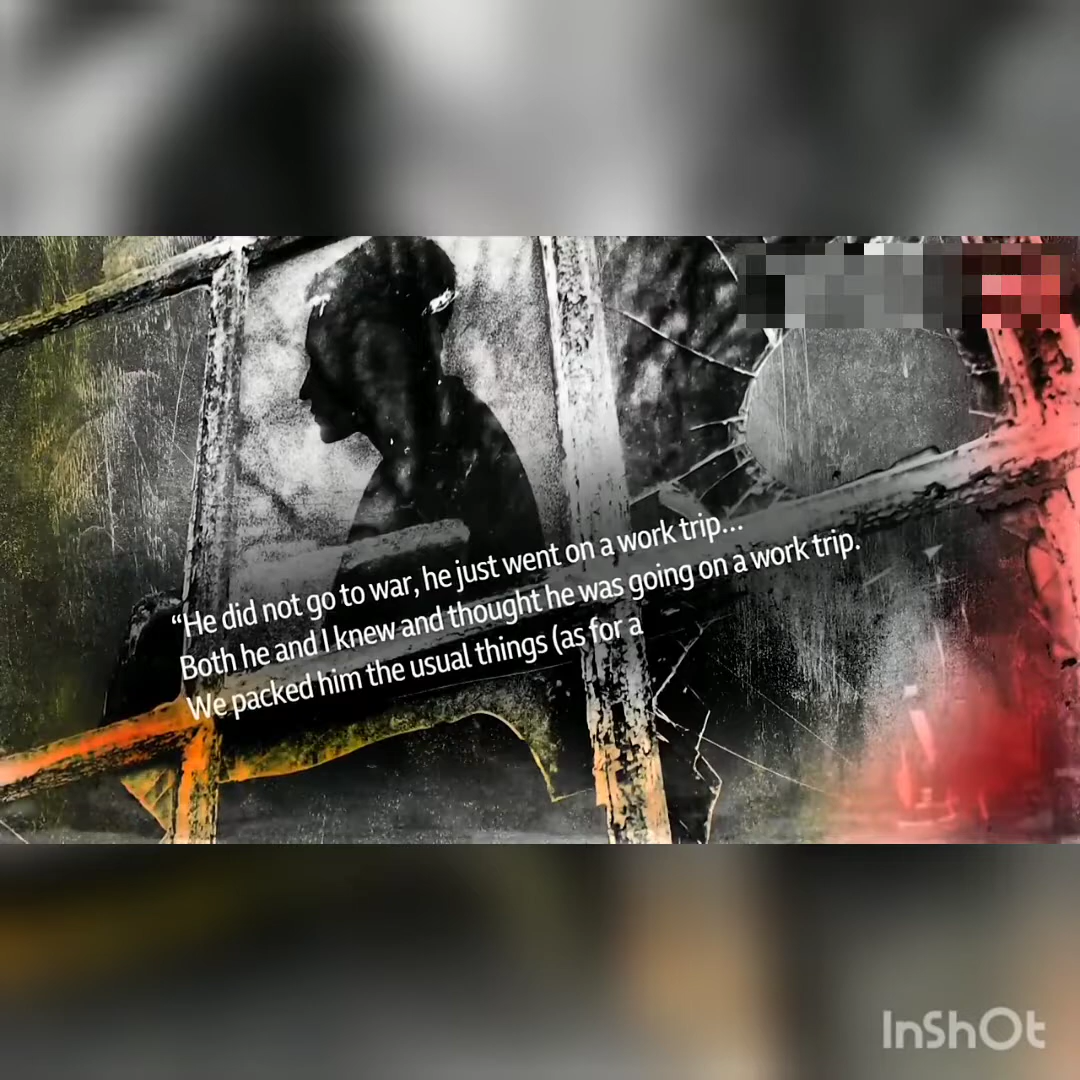 “He did not go to war, he just went on a work trip...
Both he and I knew and thought he was going on a work trip.
We packed him the usual things (as for a
InShOt